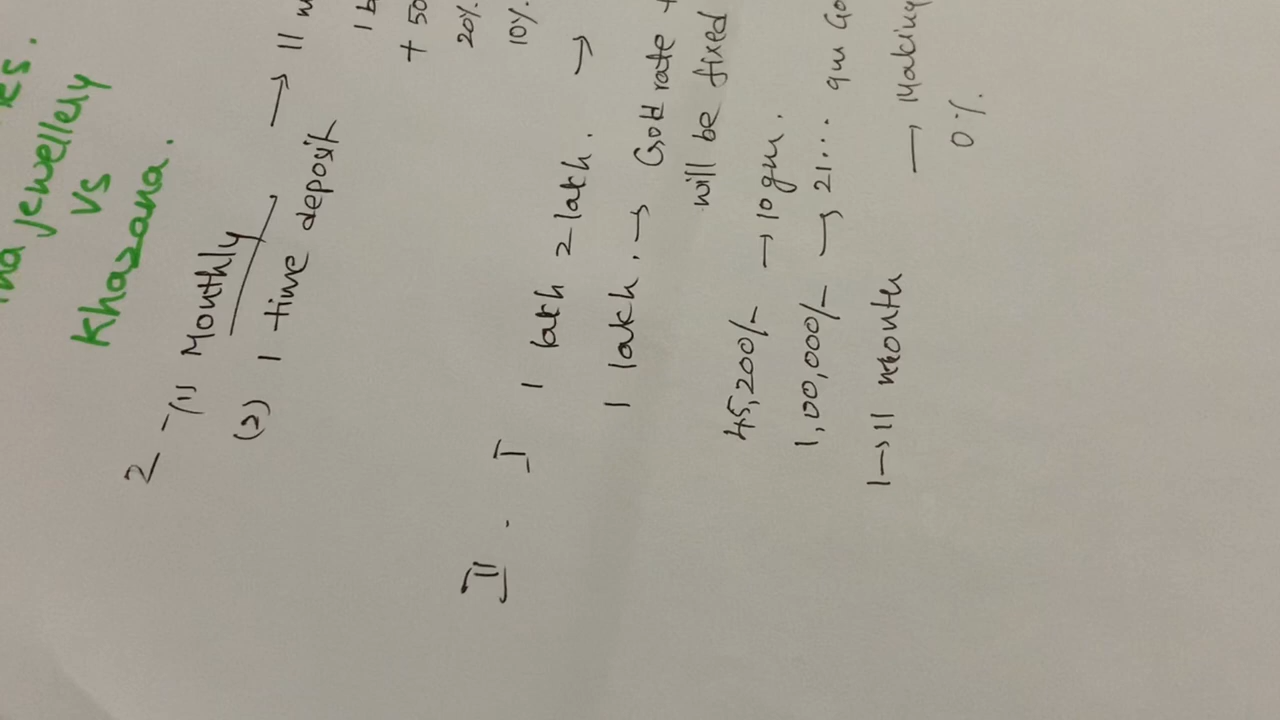 jewellery
vs
Khazana.
2 - (1) Monthly → 11
(2) 1 time deposit
+ 50
20%.
10%.
II. I 1 lakh 2 lakh. →
1 lakh. → Gold rate +
will be fixed
45,200/- → 10 gm.
1,00,000/- → 21... gm Go
1 → 11 month — Making
0%.